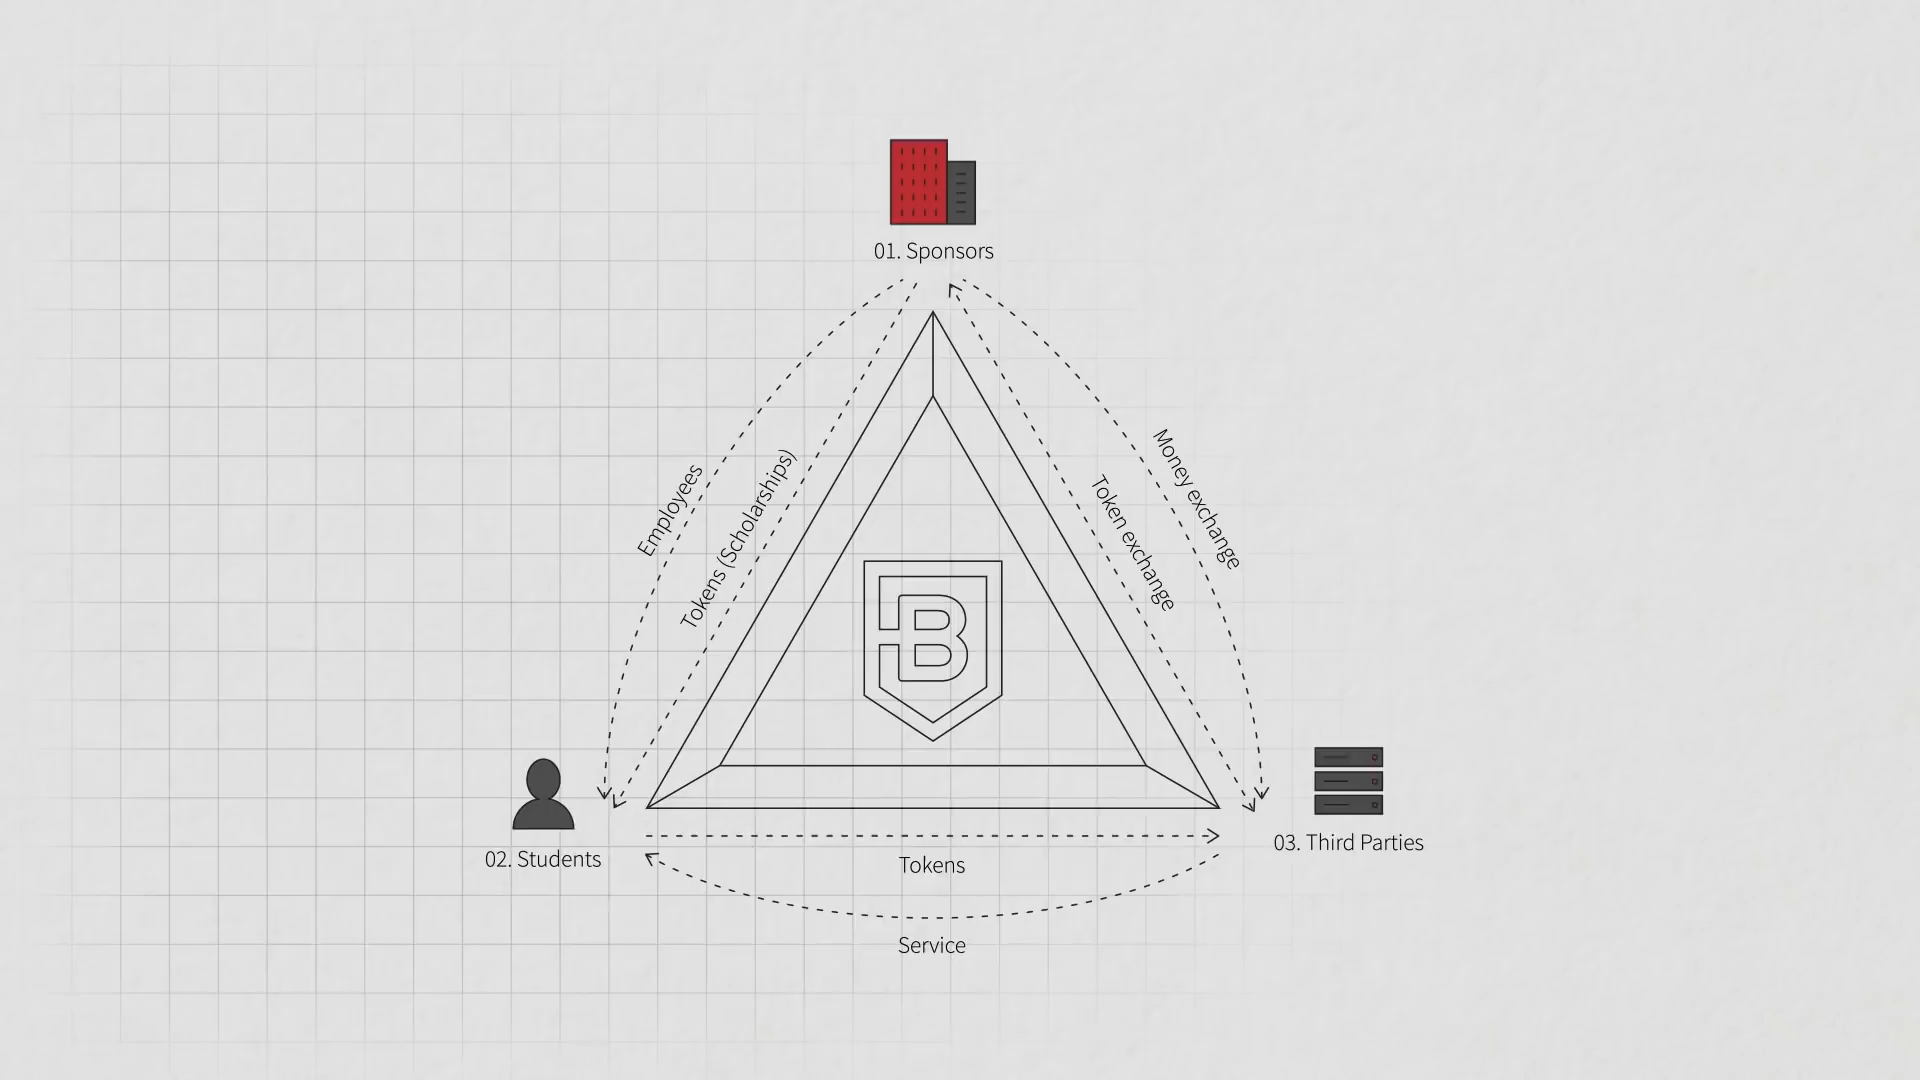 01. Sponsors
Employees
Tokens (Scholarships)
Token exchange
Money exchange
B
02. Students
03. Third Parties
Tokens
Service